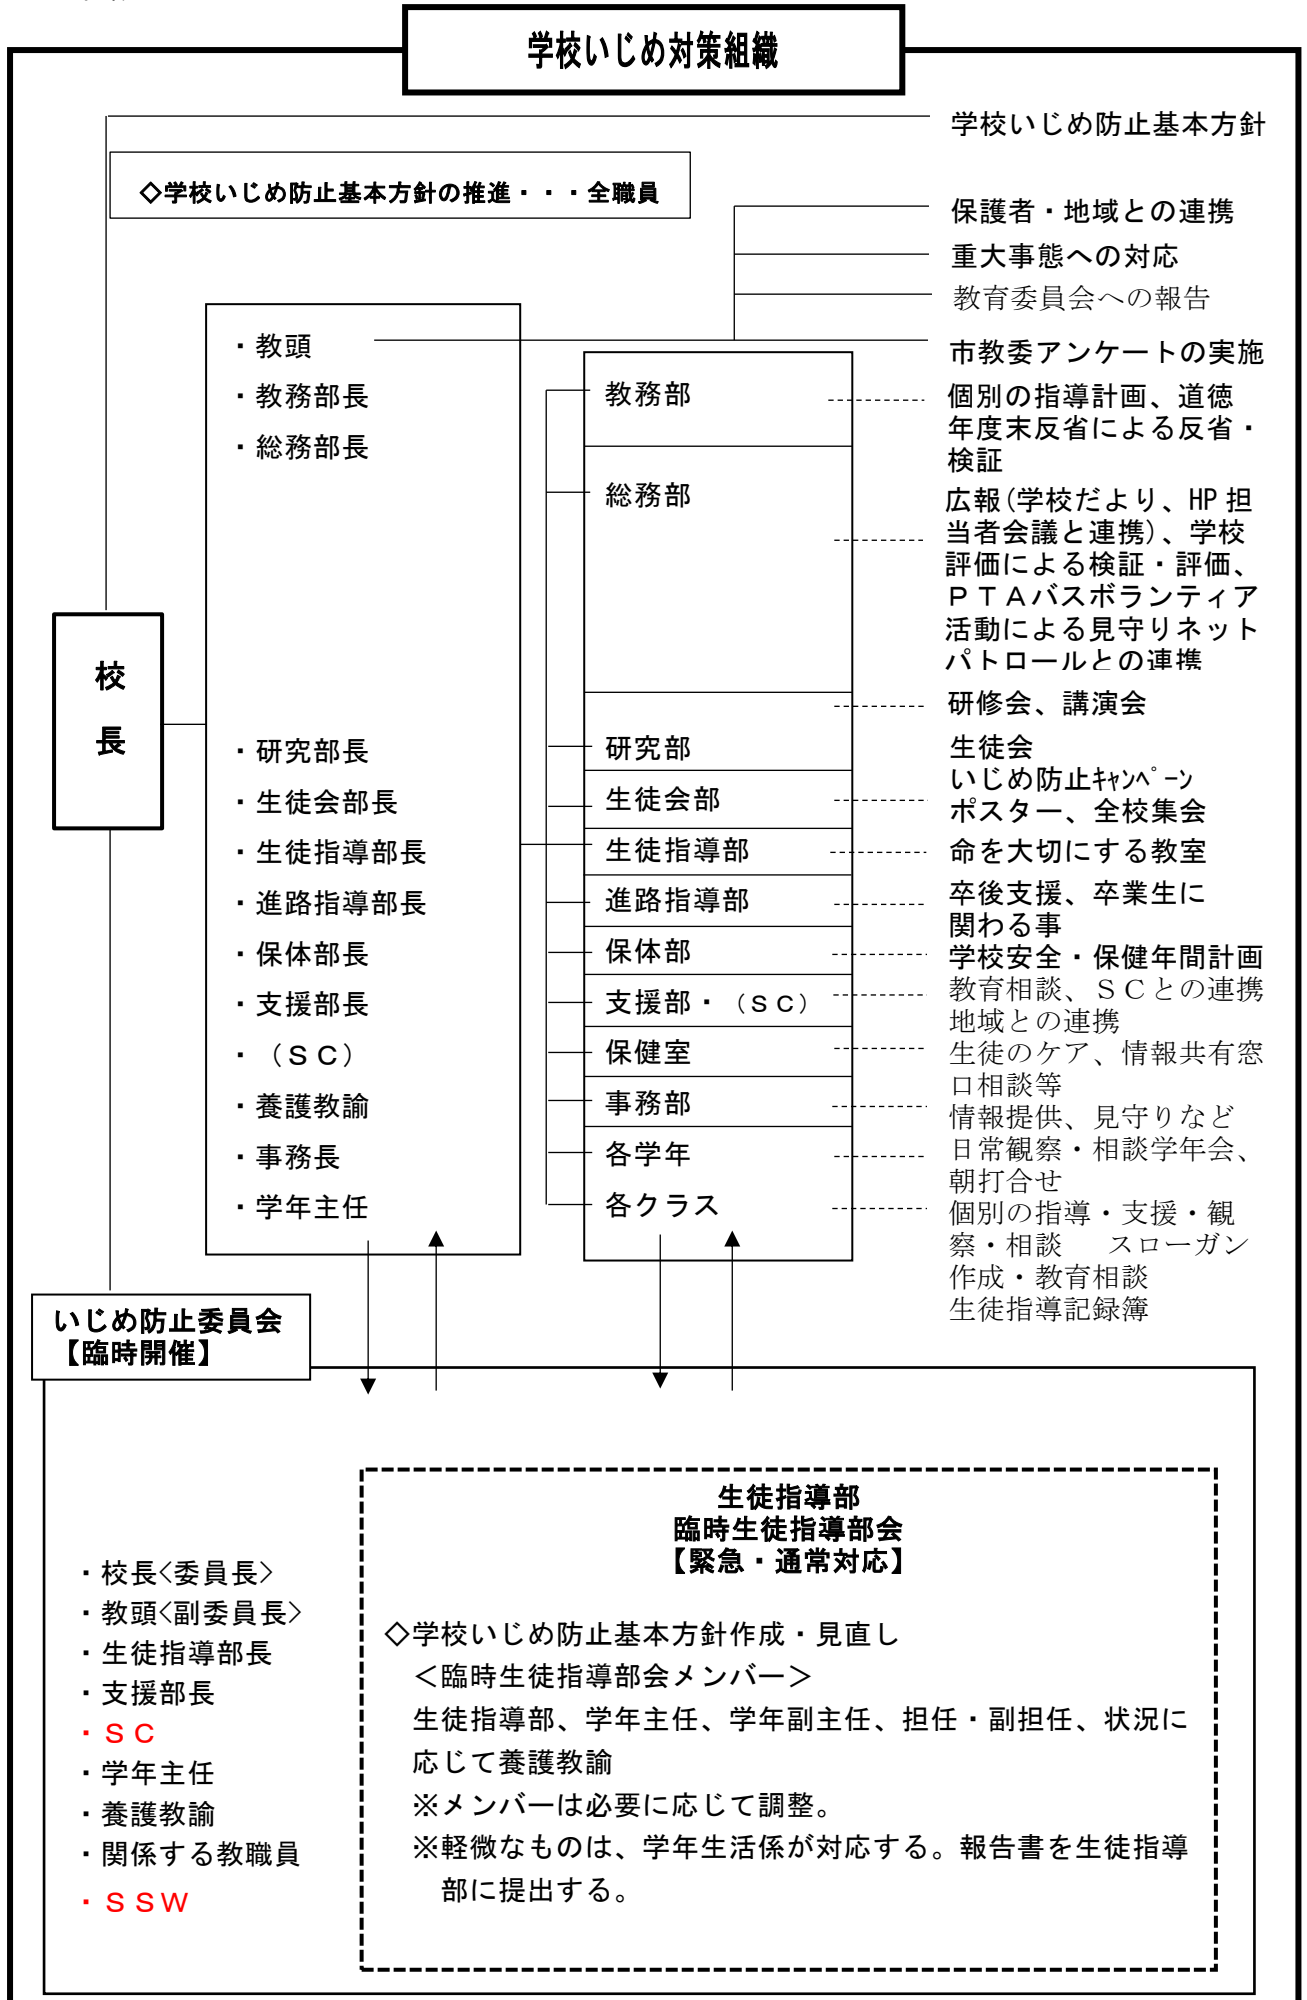 学校いじめ対策組織
学校いじめ防止基本方針
◇学校いじめ防止基本方針の推進・・・全職員
保護者・地域との連携
重大事態への対応
教育委員会への報告
市教委アンケートの実施
校
長
・教頭
・教務部長
・総務部長
・研究部長
・生徒会部長
・生徒指導部長
・進路指導部長
・保体部長
・支援部長
・（ＳＣ）
・養護教諭
・事務長
・学年主任
教務部
総務部
研究部
生徒会部
生徒指導部
進路指導部
保体部
支援部・（ＳＣ）
保健室
事務部
各学年
各クラス
個別の指導計画、道徳
年度末反省による反省・
検証
広報(学校だより、HP 担
当者会議と連携)、学校
評価による検証・評価、
ＰＴＡバスボランティア
活動による見守りネット
パトロールとの連携
研修会、講演会
生徒会
いじめ防止ｷｬﾝﾍﾟｰﾝ
ポスター、全校集会
命を大切にする教室
卒後支援、卒業生に
関わる事
学校安全・保健年間計画
教育相談、ＳＣとの連携
地域との連携
生徒のケア、情報共有窓
口相談等
情報提供、見守りなど
日常観察・相談学年会、
朝打合せ
個別の指導・支援・観
察・相談　スローガン
作成・教育相談
生徒指導記録簿
いじめ防止委員会
【臨時開催】
・校長<委員長>
・教頭<副委員長>
・生徒指導部長
・支援部長
・ＳＣ
・学年主任
・養護教諭
・関係する教職員
・ＳＳＷ
生徒指導部
臨時生徒指導部会
【緊急・通常対応】
◇学校いじめ防止基本方針作成・見直し
＜臨時生徒指導部会メンバー＞
生徒指導部、学年主任、学年副主任、担任・副担任、状況に
応じて養護教諭
※メンバーは必要に応じて調整。
※軽微なものは、学年生活係が対応する。報告書を生徒指導
部に提出する。